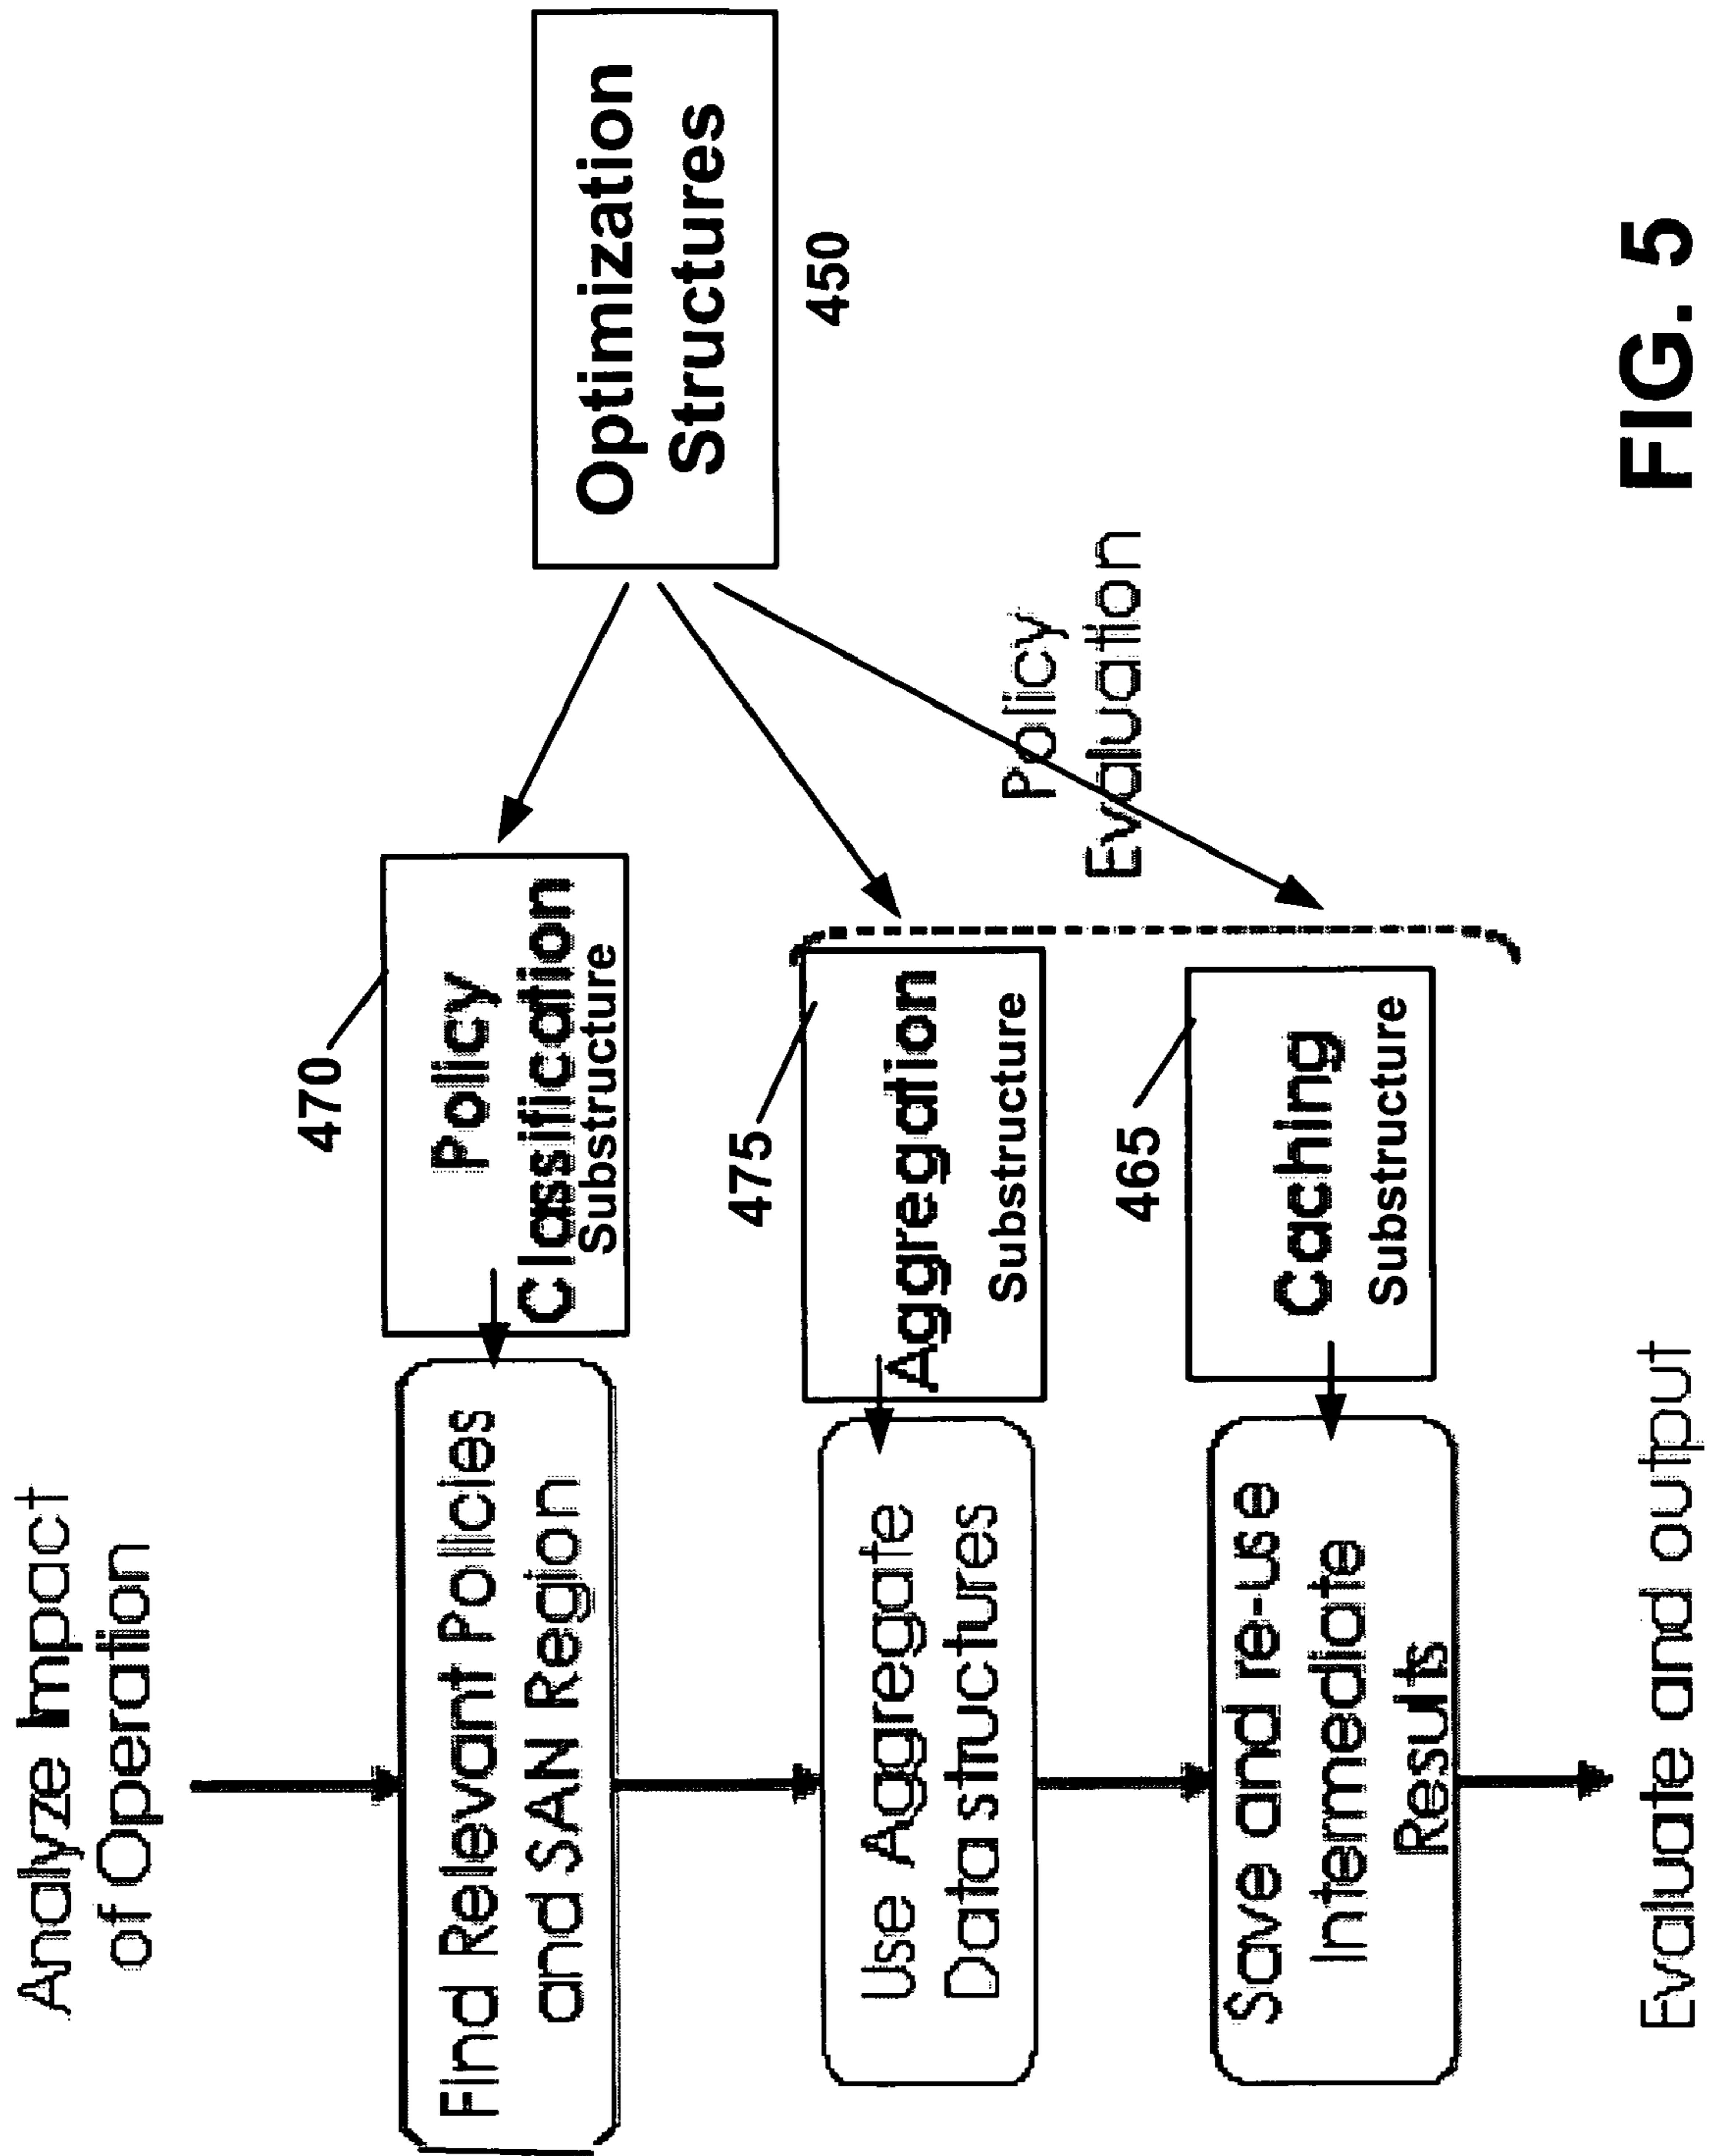 Analyze Impact
of Operation
Find Relevant Policies
and SAN Region
470
Policy
Classification
Substructure
Use Aggregate
Data structures
475
Aggregation
Substructure
Save and re-use
Intermediate
Results
465
Caching
Substructure
Evaluate and output
Policy
Evaluation
Optimization
Structures
450
FIG. 5